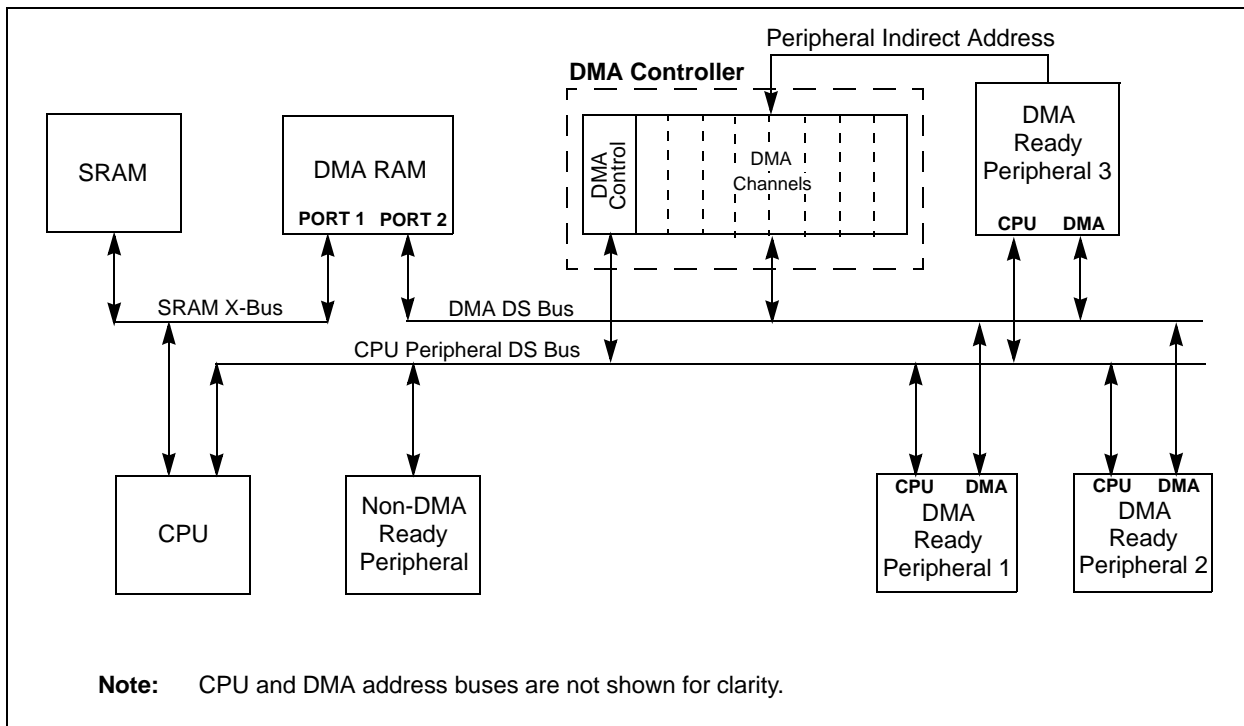 Peripheral Indirect Address
DMA Controller
SRAM
DMA RAM
PORT 1 PORT 2
DMA
Control
DMA
Channels
DMA
Ready
Peripheral 3
CPU DMA
SRAM X-Bus
DMA DS Bus
CPU Peripheral DS Bus
CPU
Non-DMA
Ready
Peripheral
CPU DMA
DMA
Ready
Peripheral 1
CPU DMA
DMA
Ready
Peripheral 2
Note: CPU and DMA address buses are not shown for clarity.